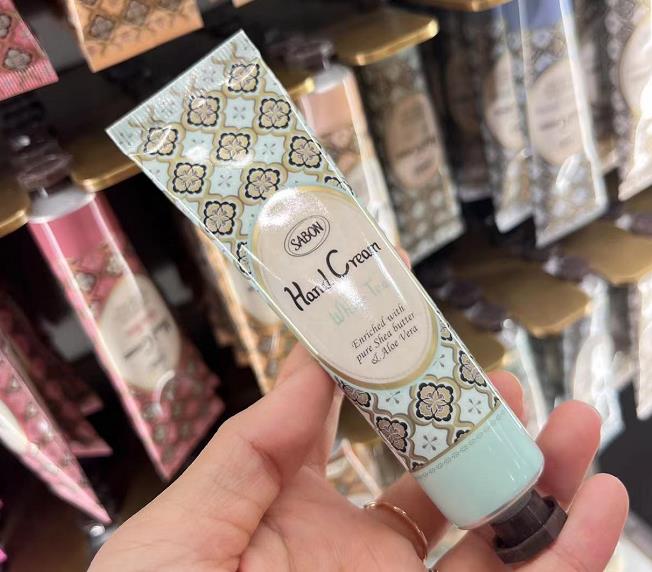 SABON
Hand Cream
White Tea
Enriched with
pure Shea butter
& Aloe Vera